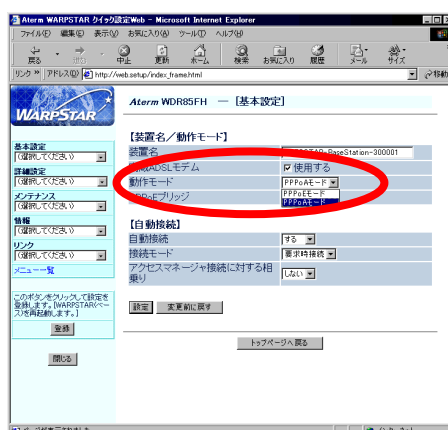 Aterm WARPSTAR クイック設定Web - Microsoft Internet Explorer
ファイル(F) 編集(E) 表示(V) お気に入り(A) ツール(T) ヘルプ(H)
戻る 中止 更新 ホーム 検索 お気に入り 履歴 メール サイズ
リンク » アドレス(D) http://web.setup/index_frame.html 移動
WARPSTAR
Aterm WDR85FH ― [基本設定]
【装置名／動作モード】
基本設定
(選択してください)
装置名
BaseStation-300001
詳細設定
(選択してください)
ADSLモデム
使用する
動作モード
PPPoAモード
メンテナンス
(選択してください)
ブリッジ
PPPoEモード
PPPoAモード
情報
(選択してください)
【自動接続】
自動接続
する
リンク
(選択してください)
接続モード
要求時接続
メニュー一覧
アクセスマネージャ接続に対する相乗り
しない
このボタンをクリックして設定を登録します。[WARPSTAR(ベース)を再起動します。]
設定 変更前に戻す
登録
トップページへ戻る
閉じる